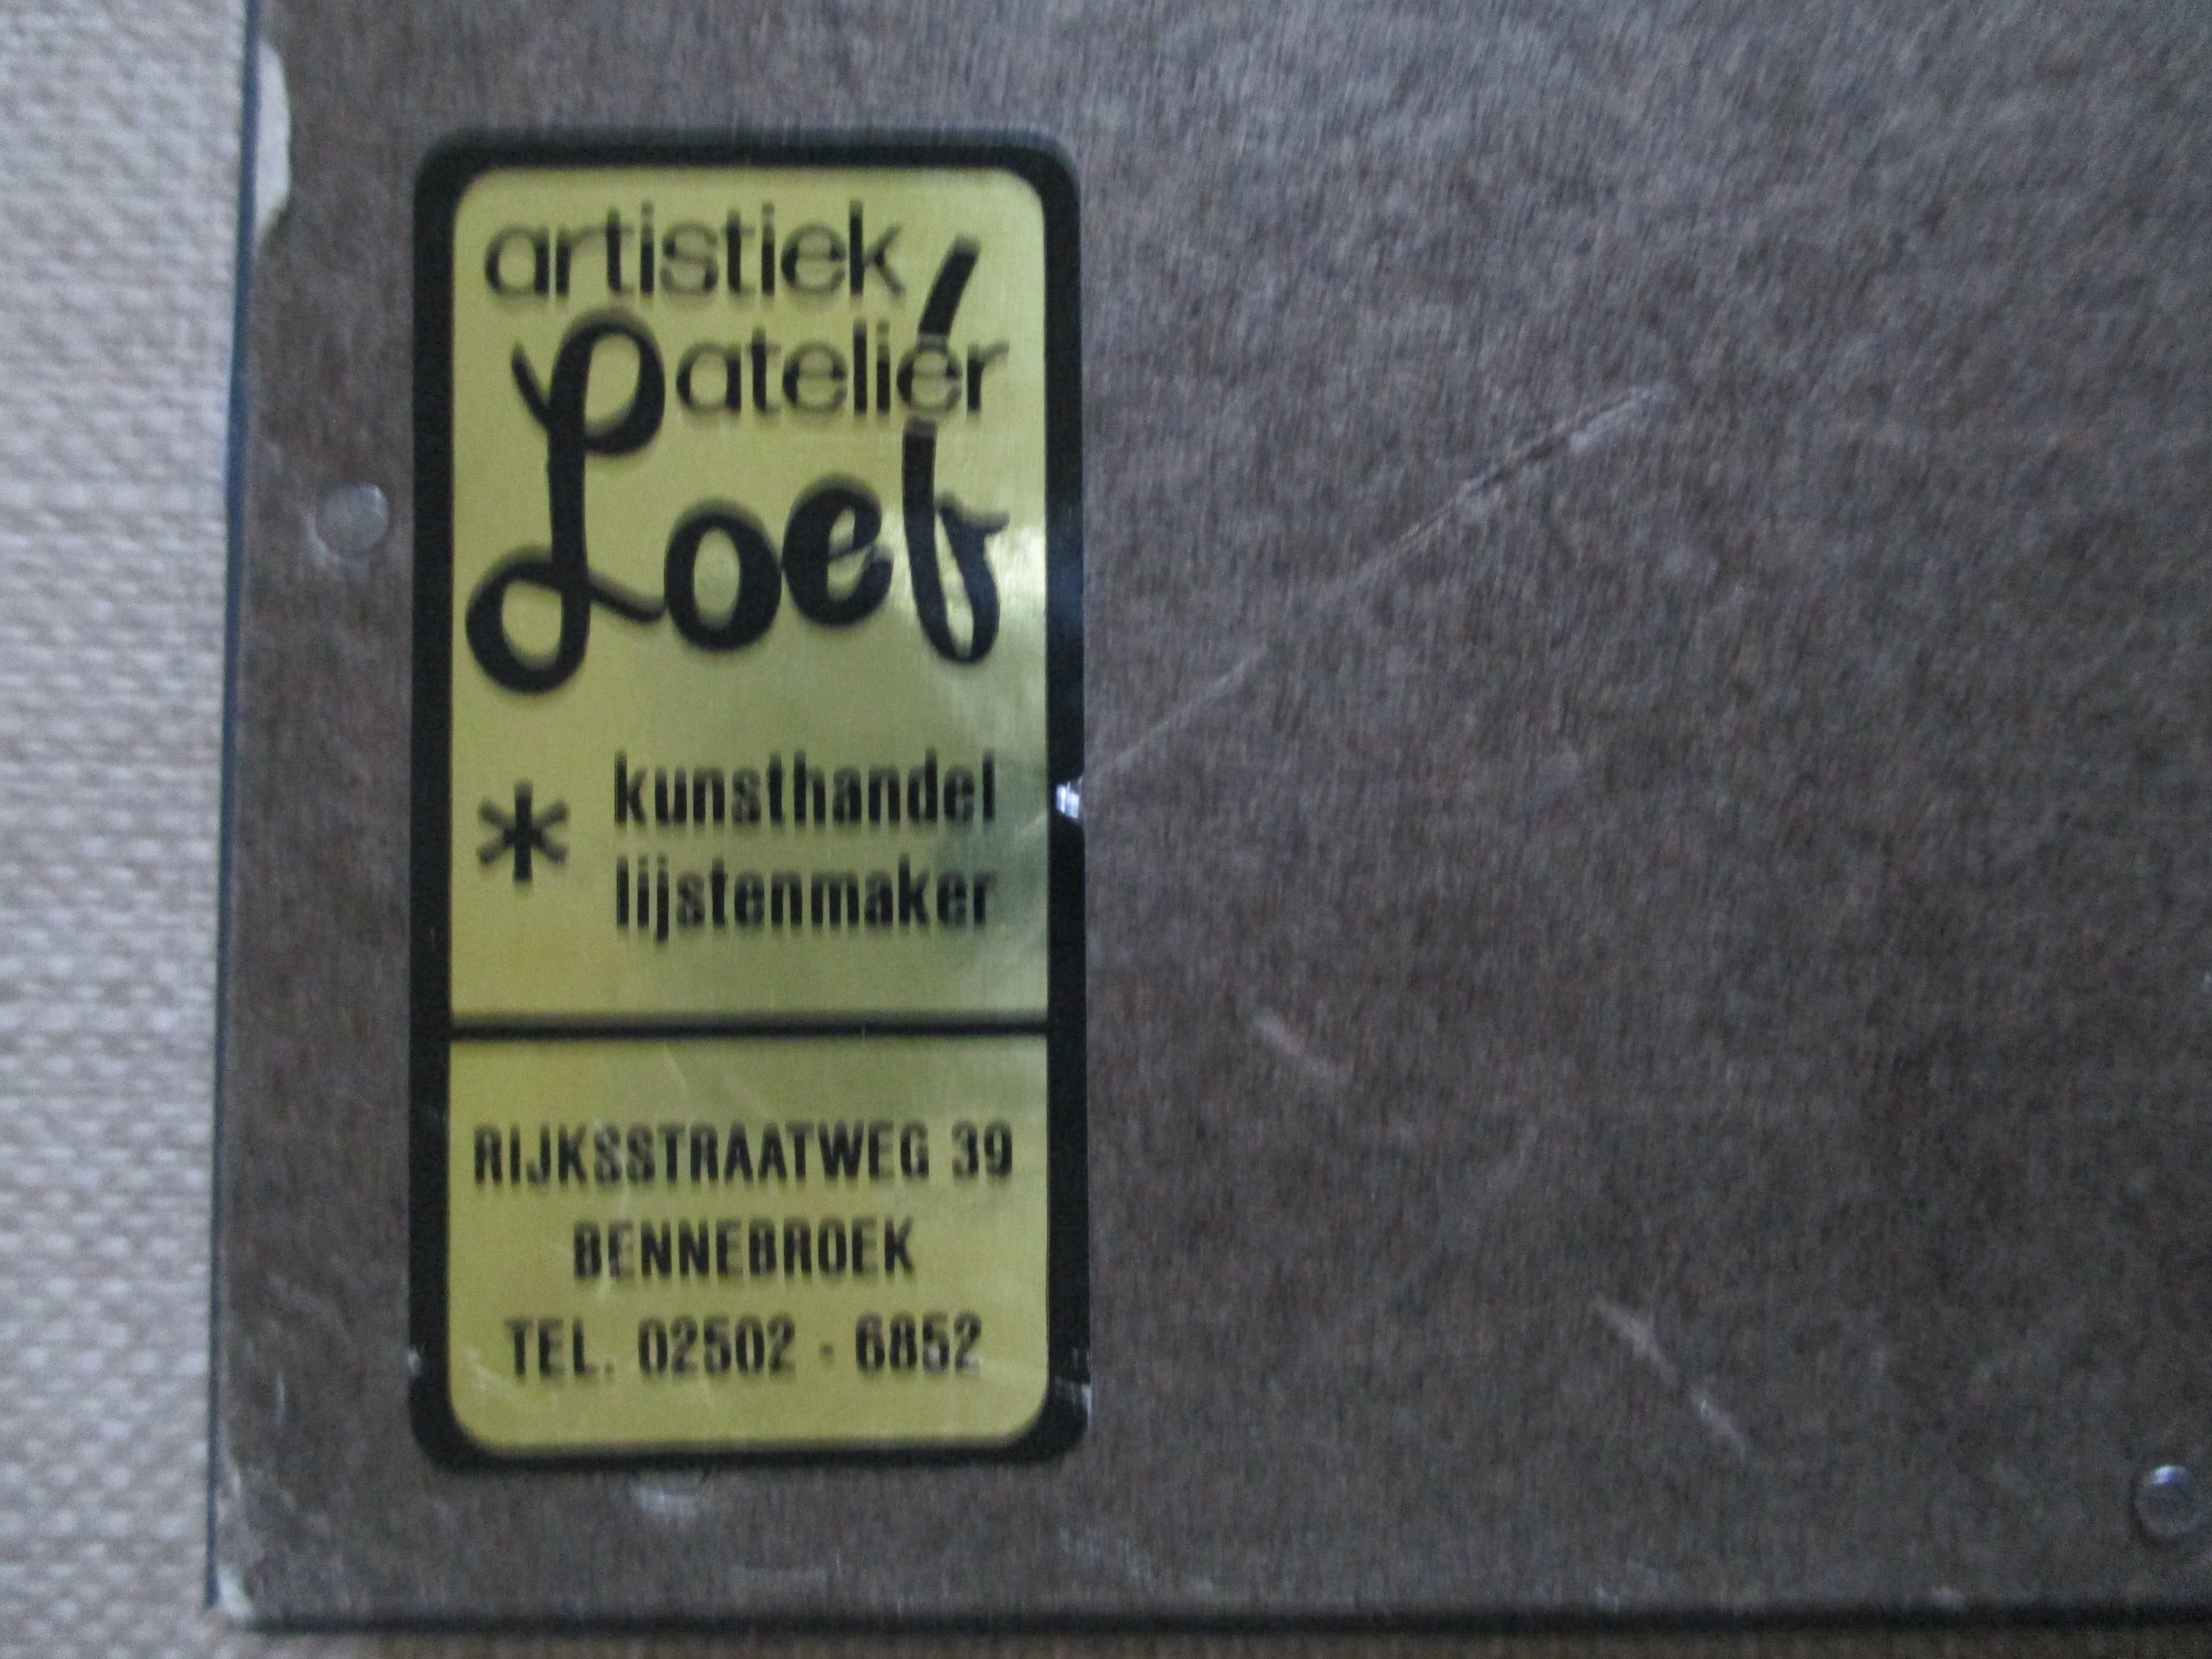 artistiek
atelier
Loef
* kunsthandel
lijstenmaker
RIJKSSTRAATWEG 39
BENNEBROEK
TEL. 02502 - 6852